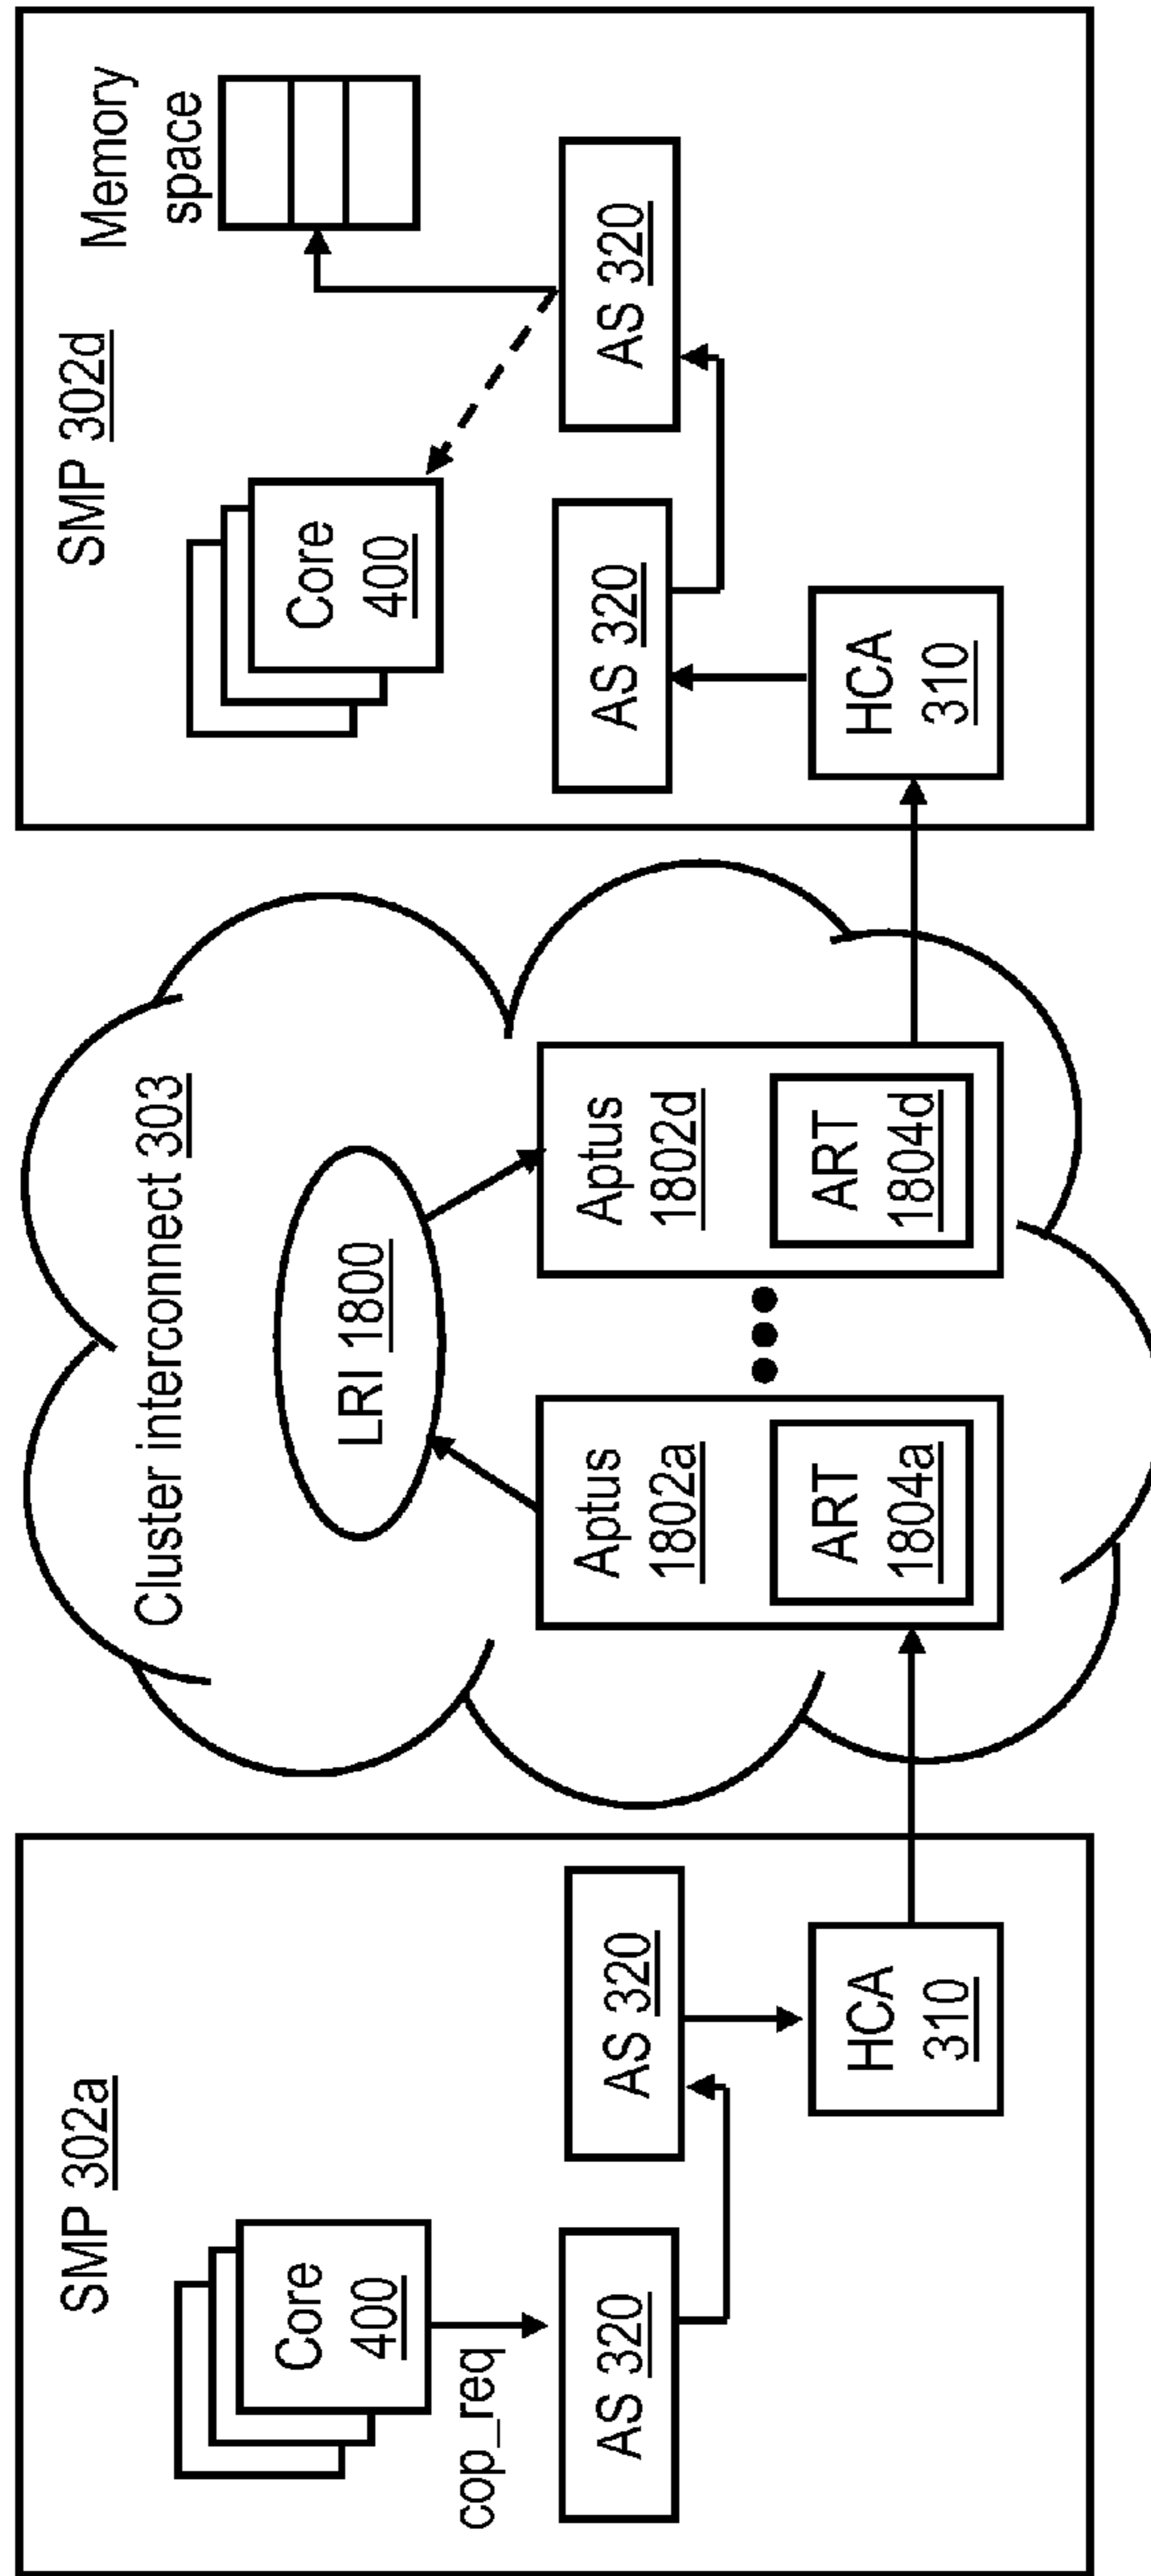 SMP 302a
Core
400
cop_req
AS 320
AS 320
HCA
310
Cluster interconnect 303
LRI 1800
Aptus
1802a
ART
1804a
Aptus
1802d
ART
1804d
SMP 302d
Memory
space
Core
400
AS 320
AS 320
HCA
310